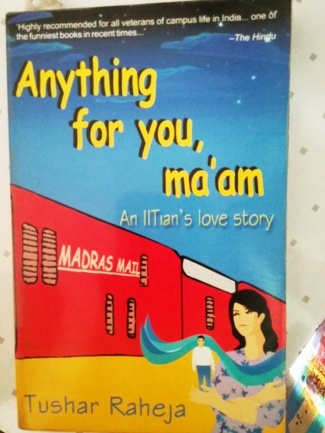 'Highly recommended for all veterans of campus life in India... one of
the funniest books in recent times...'
–The Hindu
Anything
for you,
ma'am
An IITian's love story
MADRAS MAIL
Tushar Raheja